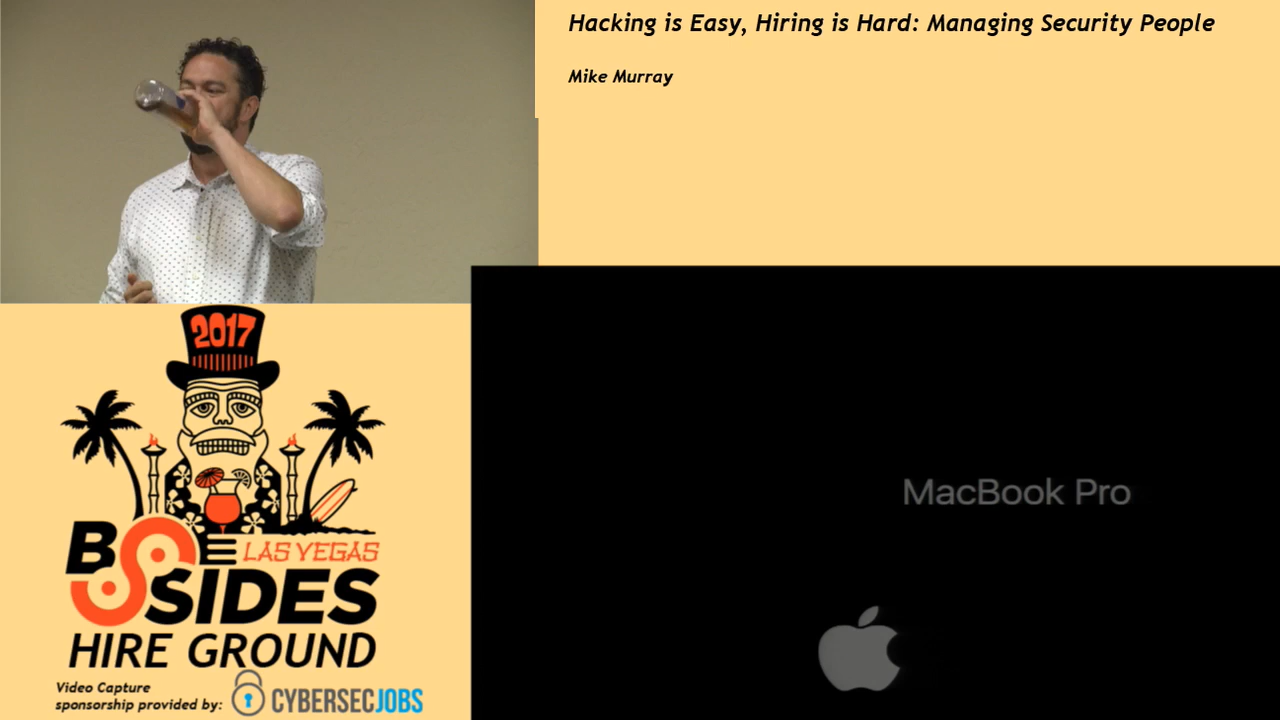 Hacking is Easy, Hiring is Hard: Managing Security People
Mike Murray
2017
MacBook Pro
LAS VEGAS
B
SIDES
HIRE GROUND
Video Capture
sponsorship provided by:
CYBERSECJOBS